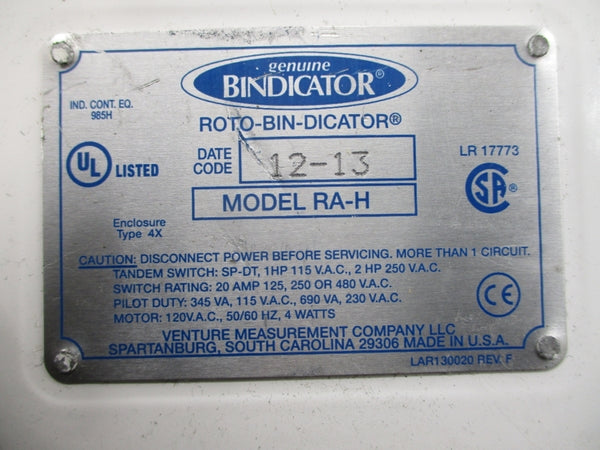 genuine
BINDICATOR®
IND. CONT. EQ.
985H
ROTO-BIN-DICATOR®
UL LISTED
DATE CODE 12-13
LR 17773
MODEL RA-H
SA ®
Enclosure
Type 4X
CAUTION: DISCONNECT POWER BEFORE SERVICING. MORE THAN 1 CIRCUIT.
TANDEM SWITCH: SP-DT, 1HP 115 V.A.C., 2 HP 250 V.A.C.
SWITCH RATING: 20 AMP 125, 250 OR 480 V.A.C.
PILOT DUTY: 345 VA, 115 V.A.C., 690 VA, 230 V.A.C.
MOTOR: 120V.A.C., 50/60 HZ, 4 WATTS
CE
VENTURE MEASUREMENT COMPANY LLC
SPARTANBURG, SOUTH CAROLINA 29306 MADE IN U.S.A.
LAR130020 REV. F